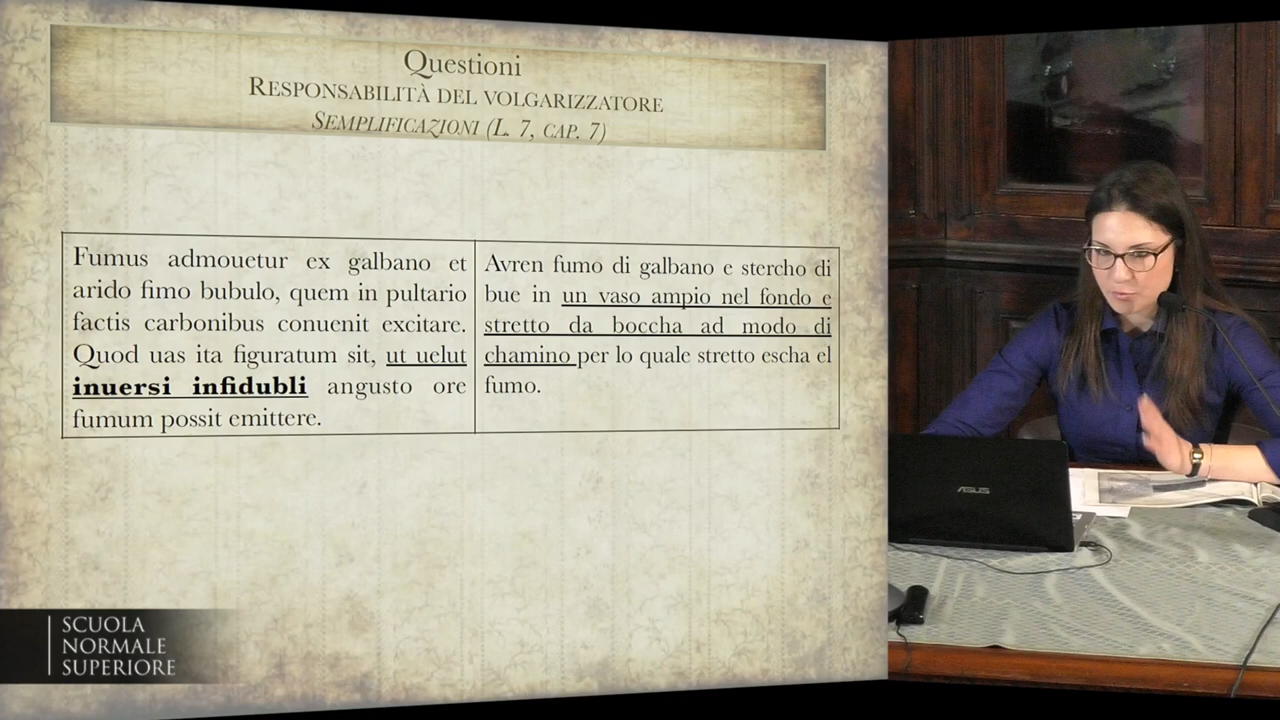 Questioni
RESPONSABILITÀ DEL VOLGARIZZATORE
SEMPLIFICAZIONI (L. 7, CAP. 7)
Fumus admouetur ex galbano et
arido fimo bubulo, quem in pultario
factis carbonibus conuenit excitare.
Quod uas ita figuratum sit, ut uelut
inuersi infidubli angusto ore
fumum possit emittere.
Avren fumo di galbano e stercho di
bue in un vaso ampio nel fondo e
stretto da boccha ad modo di
chamino per lo quale stretto escha el
fumo.
ASUS
SCUOLA
NORMALE
SUPERIORE